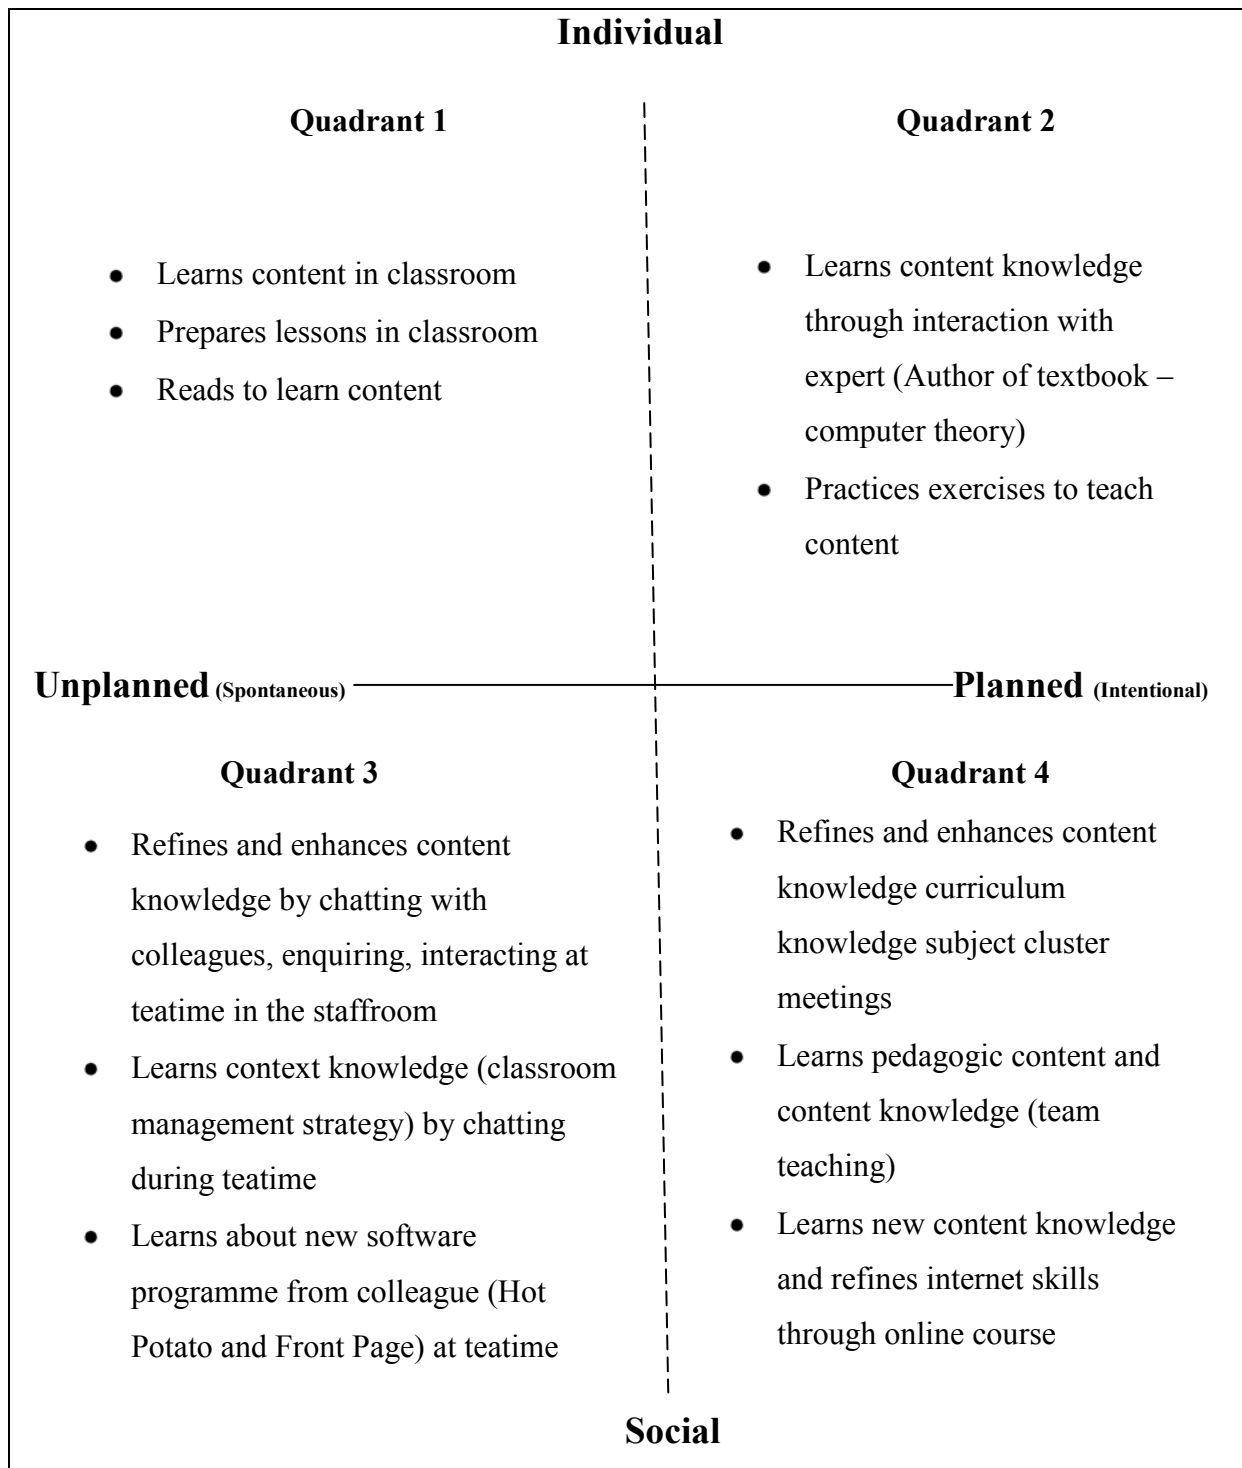 Individual
Quadrant 1
Learns content in classroom
Prepares lessons in classroom
Reads to learn content
Quadrant 2
Learns content knowledge
through interaction with
expert (Author of textbook –
computer theory)
Practices exercises to teach
content
Unplanned (Spontaneous)
Planned (Intentional)
Quadrant 3
Refines and enhances content
knowledge by chatting with
colleagues, enquiring, interacting at
teatime in the staffroom
Learns context knowledge (classroom
management strategy) by chatting
during teatime
Learns about new software
programme from colleague (Hot
Potato and Front Page) at teatime
Quadrant 4
Refines and enhances content
knowledge curriculum
knowledge subject cluster
meetings
Learns pedagogic content and
content knowledge (team
teaching)
Learns new content knowledge
and refines internet skills
through online course
Social